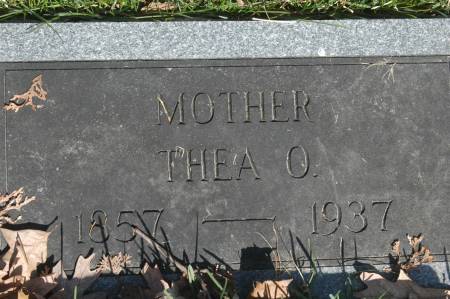 MOTHER
THEA O.
1857 — 1937